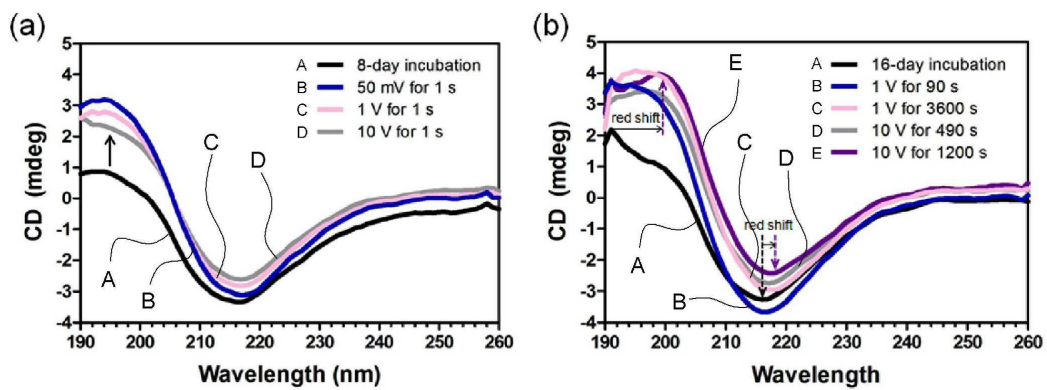 (a)
CD (mdeg)
5
4
3
2
1
0
-1
-2
-3
-4
190 200 210 220 230 240 250 260
Wavelength (nm)
A 8-day incubation
B 50 mV for 1 s
C 1 V for 1 s
D 10 V for 1 s
A
B
C
D
(b)
CD (mdeg)
5
4
3
2
1
0
-1
-2
-3
-4
190 200 210 220 230 240 250 260
Wavelength
A 16-day incubation
B 1 V for 90 s
C 1 V for 3600 s
D 10 V for 490 s
E 10 V for 1200 s
E
red shift
C
D
red shift
A
B